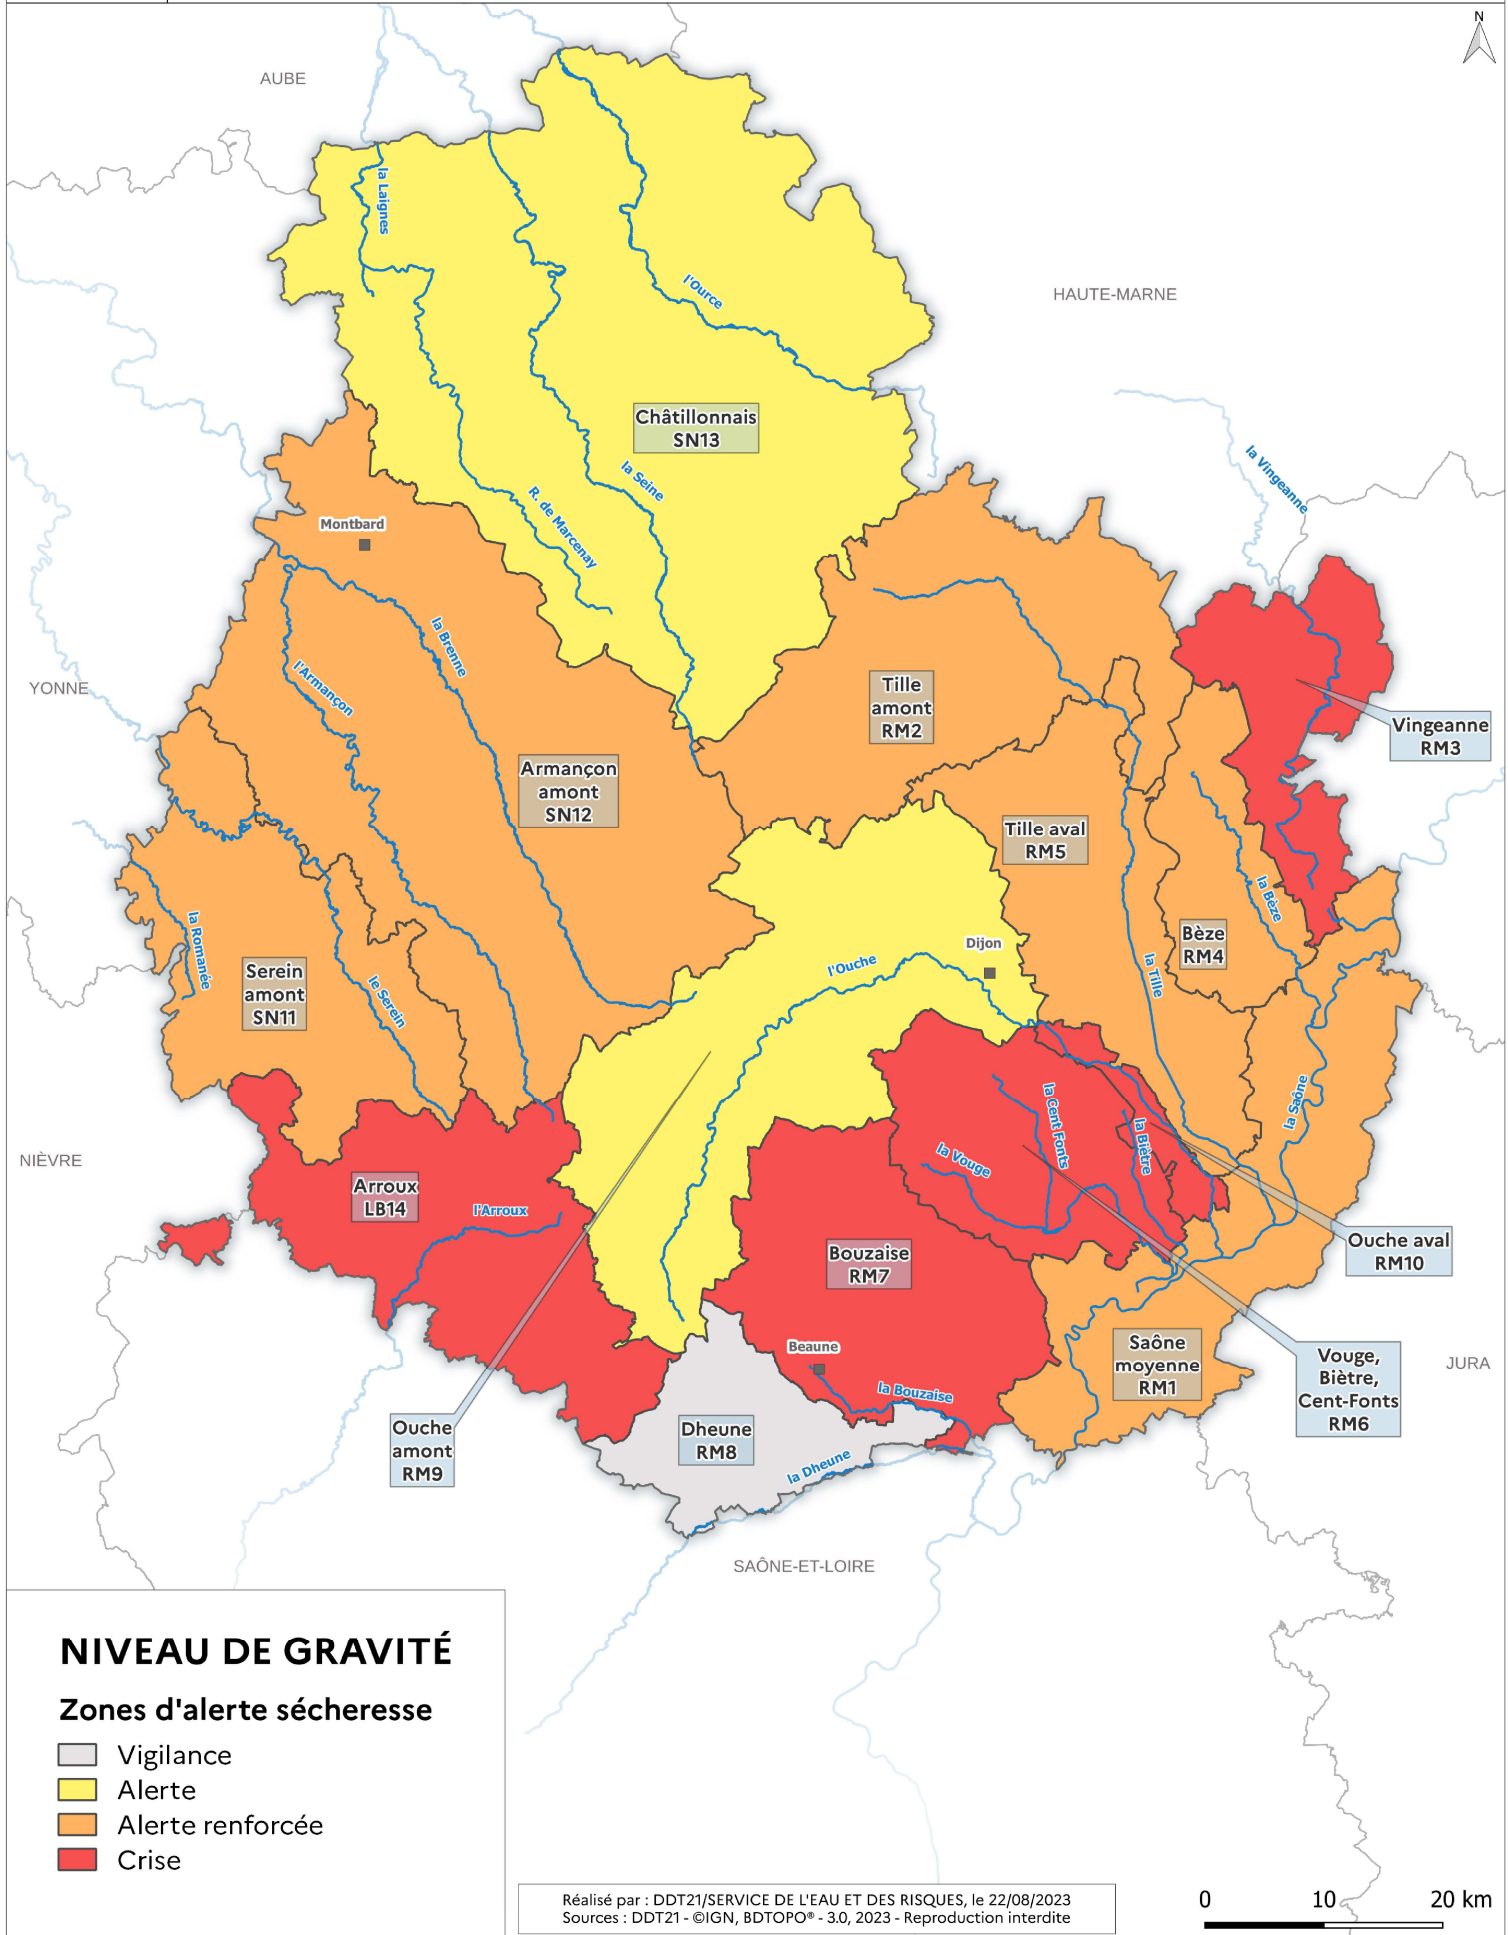 N
AUBE
la Laignes
HAUTE-MARNE
l'Ource
Châtillonnais
SN13
la Vingeanne
la Seine
R. de Marcenay
Montbard
la Brenne
l'Armançon
YONNE
Tille
amont
RM2
Vingeanne
RM3
Armançon
amont
SN12
Tille aval
RM5
la Bèze
Bèze
RM4
la Romanée
Dijon
l'Ouche
la Tille
Serein
amont
SN11
le Serein
la Saône
la Cent Fonts
la Biètre
la Vouge
NIÈVRE
Arroux
LB14
l'Arroux
Bouzaise
RM7
Ouche aval
RM10
Beaune
Saône
moyenne
RM1
Vouge,
Biètre,
Cent-Fonts
RM6
JURA
la Bouzaise
Ouche
amont
RM9
Dheune
RM8
la Dheune
SAÔNE-ET-LOIRE
NIVEAU DE GRAVITÉ
Zones d'alerte sécheresse
Vigilance
Alerte
Alerte renforcée
Crise
Réalisé par : DDT21/SERVICE DE L'EAU ET DES RISQUES, le 22/08/2023
Sources : DDT21 - ©IGN, BDTOPO® - 3.0, 2023 - Reproduction interdite
0 10 20 km